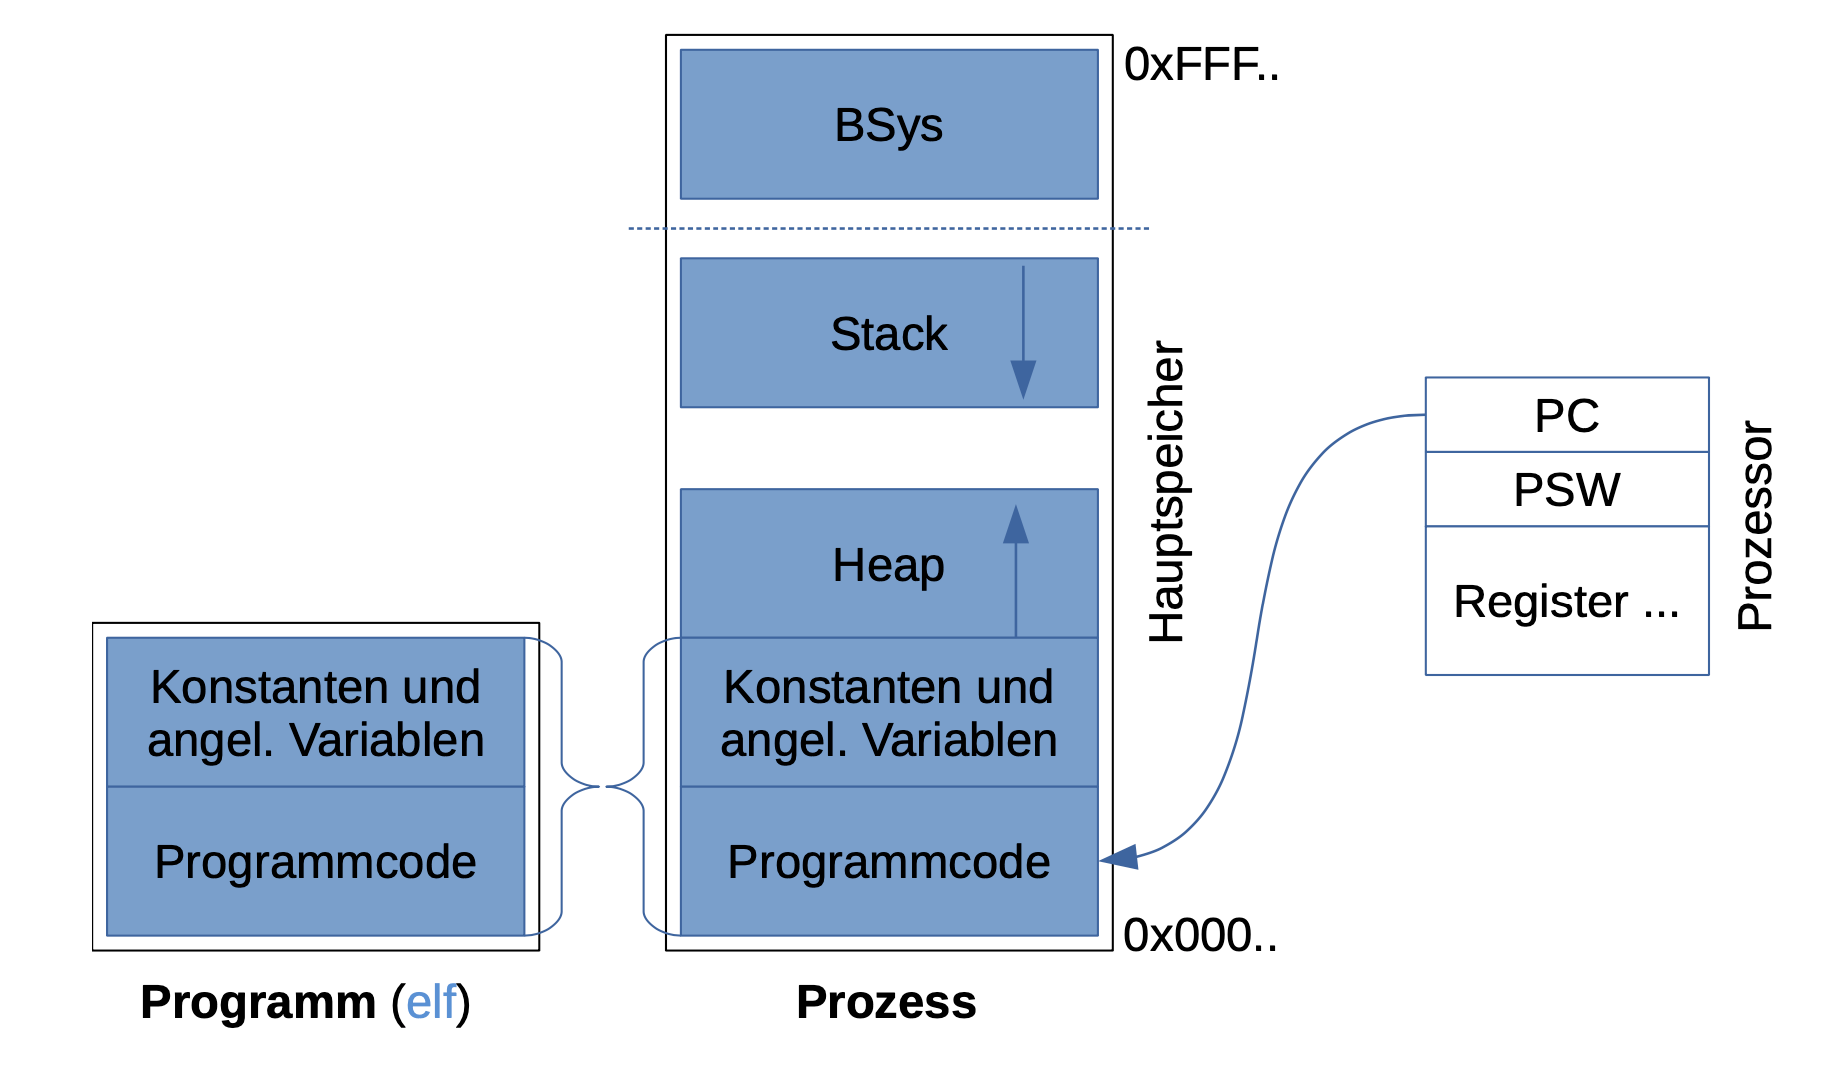 0xFFF..
BSys
Stack
Hauptspeicher
Heap
PC
PSW
Register ...
Prozessor
Konstanten und
angel. Variablen
Programmcode
Konstanten und
angel. Variablen
Programmcode
0x000..
Programm (elf)
Prozess